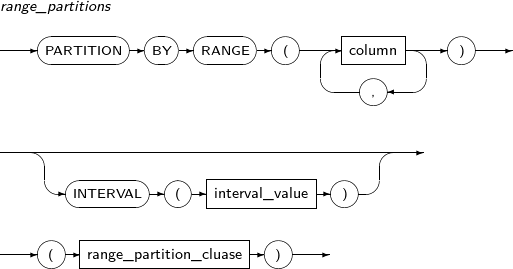 range_partitions
PARTITION BY RANGE ( column )
,
INTERVAL ( interval_value )
( range_partition_cluase )